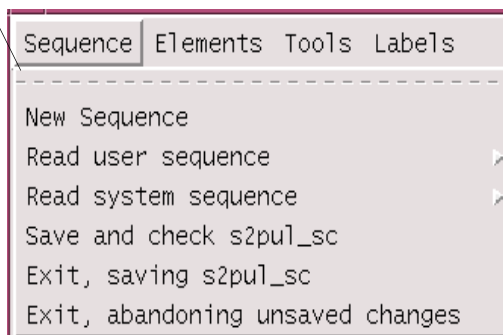 Sequence Elements Tools Labels
New Sequence
Read user sequence
Read system sequence
Save and check s2pul_sc
Exit, saving s2pul_sc
Exit, abandoning unsaved changes